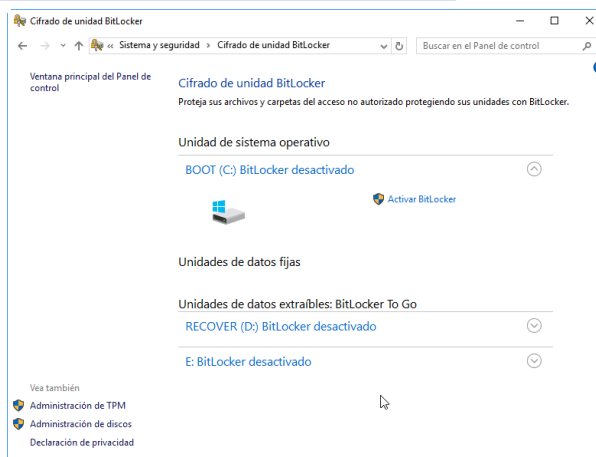 Cifrado de unidad BitLocker
« Sistema y seguridad > Cifrado de unidad BitLocker
Buscar en el Panel de control
Ventana principal del Panel de
control
Cifrado de unidad BitLocker
Proteja sus archivos y carpetas del acceso no autorizado protegiendo sus unidades con BitLocker.
Unidad de sistema operativo
BOOT (C:) BitLocker desactivado
Activar BitLocker
Unidades de datos fijas
Unidades de datos extraíbles: BitLocker To Go
RECOVER (D:) BitLocker desactivado
E: BitLocker desactivado
Vea también
Administración de TPM
Administración de discos
Declaración de privacidad